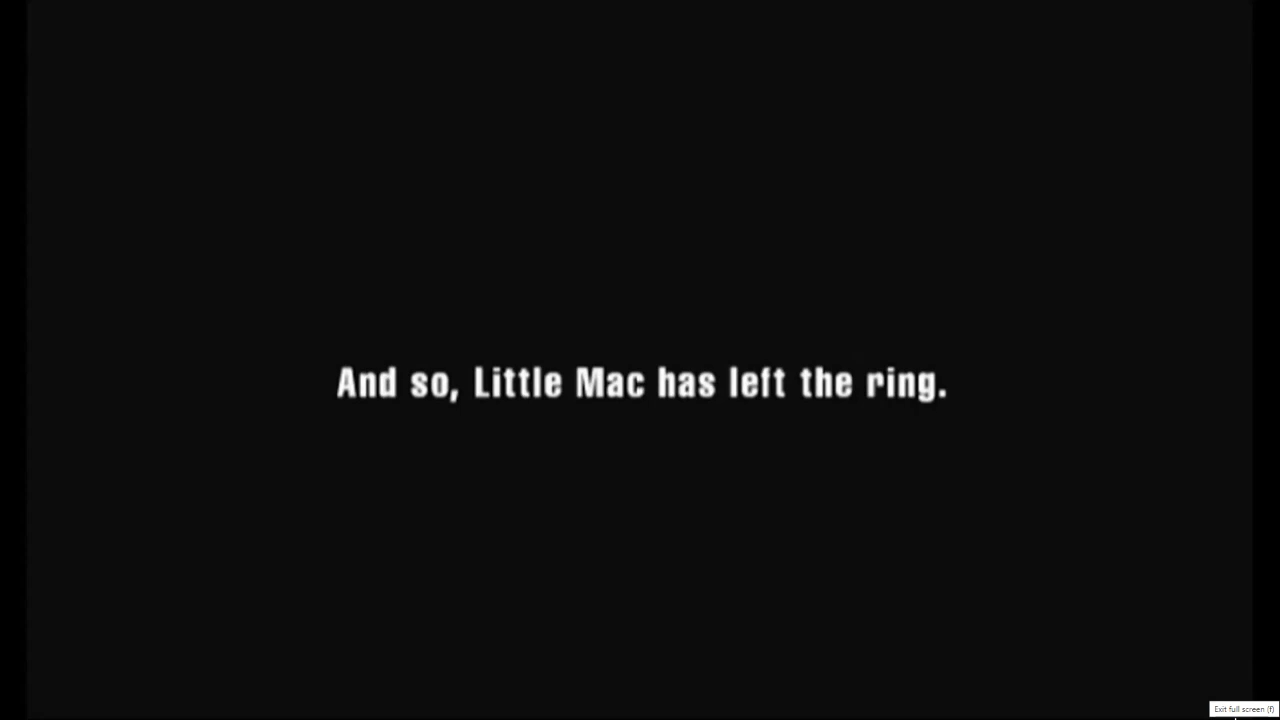 And so, Little Mac has left the ring.
Exit full screen (f)